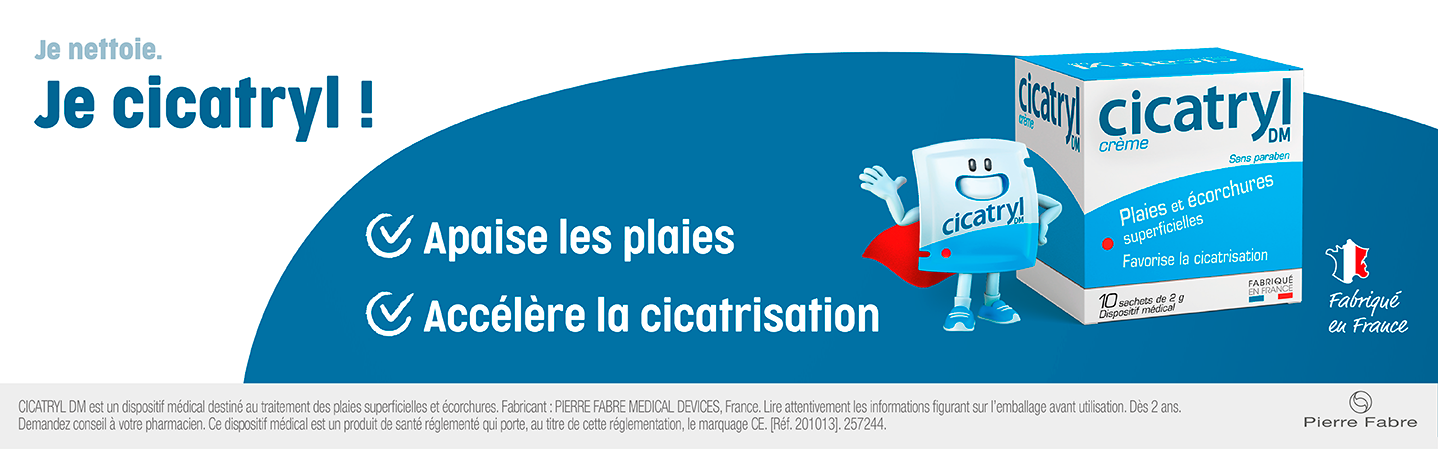 Je nettoie.
Je cicatryl !
Apaise les plaies
Accélère la cicatrisation
cicatryl
DM
cicatryl
DM
crème
cicatryl
cicatryl
DM
crème
Sans paraben
Plaies et écorchures
superficielles
Favorise la cicatrisation
10 sachets de 2 g
Dispositif médical
FABRIQUÉ
EN FRANCE
Fabriqué
en France
CICATRYL DM est un dispositif médical destiné au traitement des plaies superficielles et écorchures. Fabricant : PIERRE FABRE MEDICAL DEVICES, France. Lire attentivement les informations figurant sur l'emballage avant utilisation. Dès 2 ans.
Demandez conseil à votre pharmacien. Ce dispositif médical est un produit de santé réglementé qui porte, au titre de cette réglementation, le marquage CE. [Réf. 201013]. 257244.
Pierre Fabre